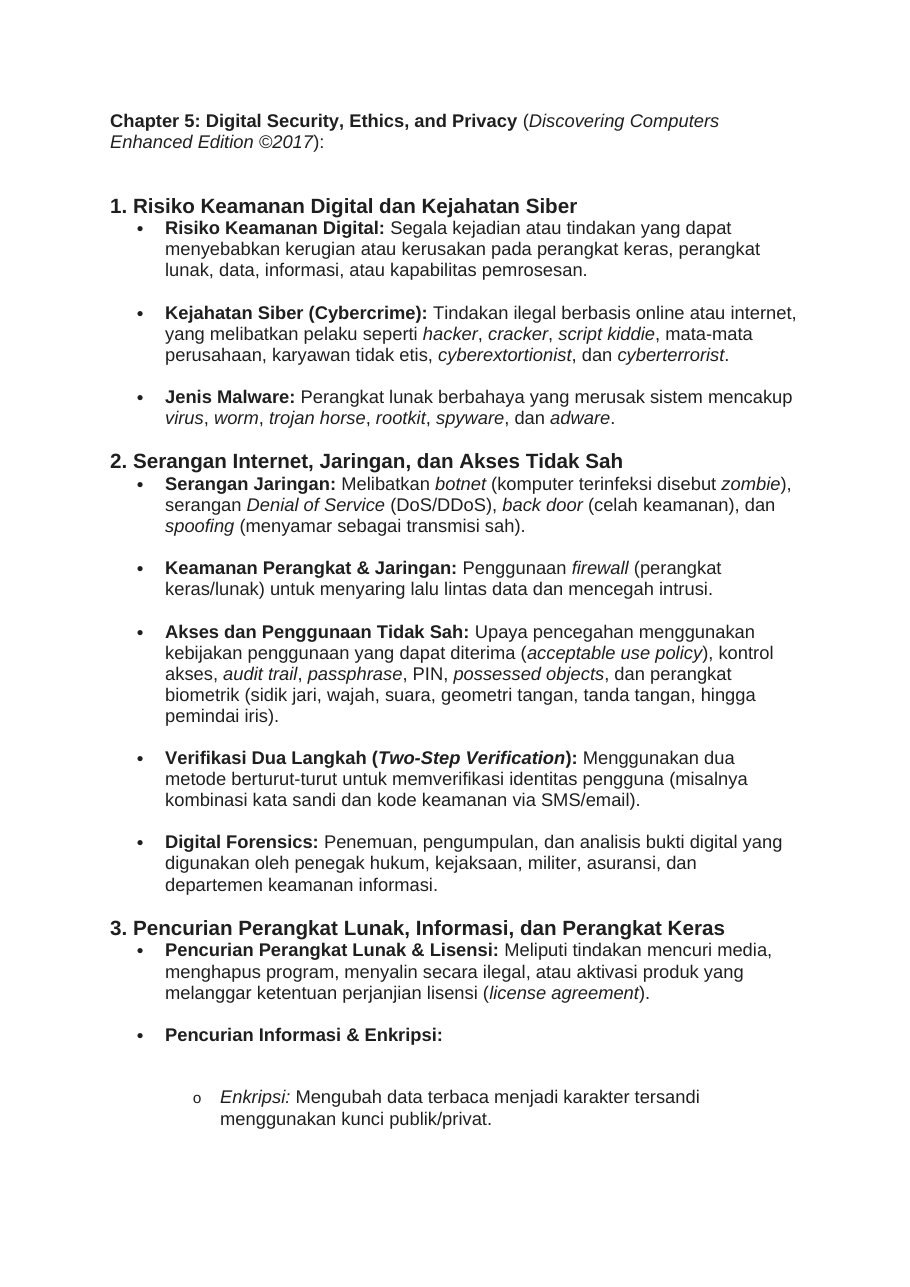 Chapter 5: Digital Security, Ethics, and Privacy (Discovering Computers
Enhanced Edition ©2017):
1. Risiko Keamanan Digital dan Kejahatan Siber
• Risiko Keamanan Digital: Segala kejadian atau tindakan yang dapat
menyebabkan kerugian atau kerusakan pada perangkat keras, perangkat
lunak, data, informasi, atau kapabilitas pemrosesan.
• Kejahatan Siber (Cybercrime): Tindakan ilegal berbasis online atau internet,
yang melibatkan pelaku seperti hacker, cracker, script kiddie, mata-mata
perusahaan, karyawan tidak etis, cyberextortionist, dan cyberterrorist.
• Jenis Malware: Perangkat lunak berbahaya yang merusak sistem mencakup
virus, worm, trojan horse, rootkit, spyware, dan adware.
2. Serangan Internet, Jaringan, dan Akses Tidak Sah
• Serangan Jaringan: Melibatkan botnet (komputer terinfeksi disebut zombie),
serangan Denial of Service (DoS/DDoS), back door (celah keamanan), dan
spoofing (menyamar sebagai transmisi sah).
• Keamanan Perangkat & Jaringan: Penggunaan firewall (perangkat
keras/lunak) untuk menyaring lalu lintas data dan mencegah intrusi.
• Akses dan Penggunaan Tidak Sah: Upaya pencegahan menggunakan
kebijakan penggunaan yang dapat diterima (acceptable use policy), kontrol
akses, audit trail, passphrase, PIN, possessed objects, dan perangkat
biometrik (sidik jari, wajah, suara, geometri tangan, tanda tangan, hingga
pemindai iris).
• Verifikasi Dua Langkah (Two-Step Verification): Menggunakan dua
metode berturut-turut untuk memverifikasi identitas pengguna (misalnya
kombinasi kata sandi dan kode keamanan via SMS/email).
• Digital Forensics: Penemuan, pengumpulan, dan analisis bukti digital yang
digunakan oleh penegak hukum, kejaksaan, militer, asuransi, dan
departemen keamanan informasi.
3. Pencurian Perangkat Lunak, Informasi, dan Perangkat Keras
• Pencurian Perangkat Lunak & Lisensi: Meliputi tindakan mencuri media,
menghapus program, menyalin secara ilegal, atau aktivasi produk yang
melanggar ketentuan perjanjian lisensi (license agreement).
• Pencurian Informasi & Enkripsi:
o Enkripsi: Mengubah data terbaca menjadi karakter tersandi
menggunakan kunci publik/privat.